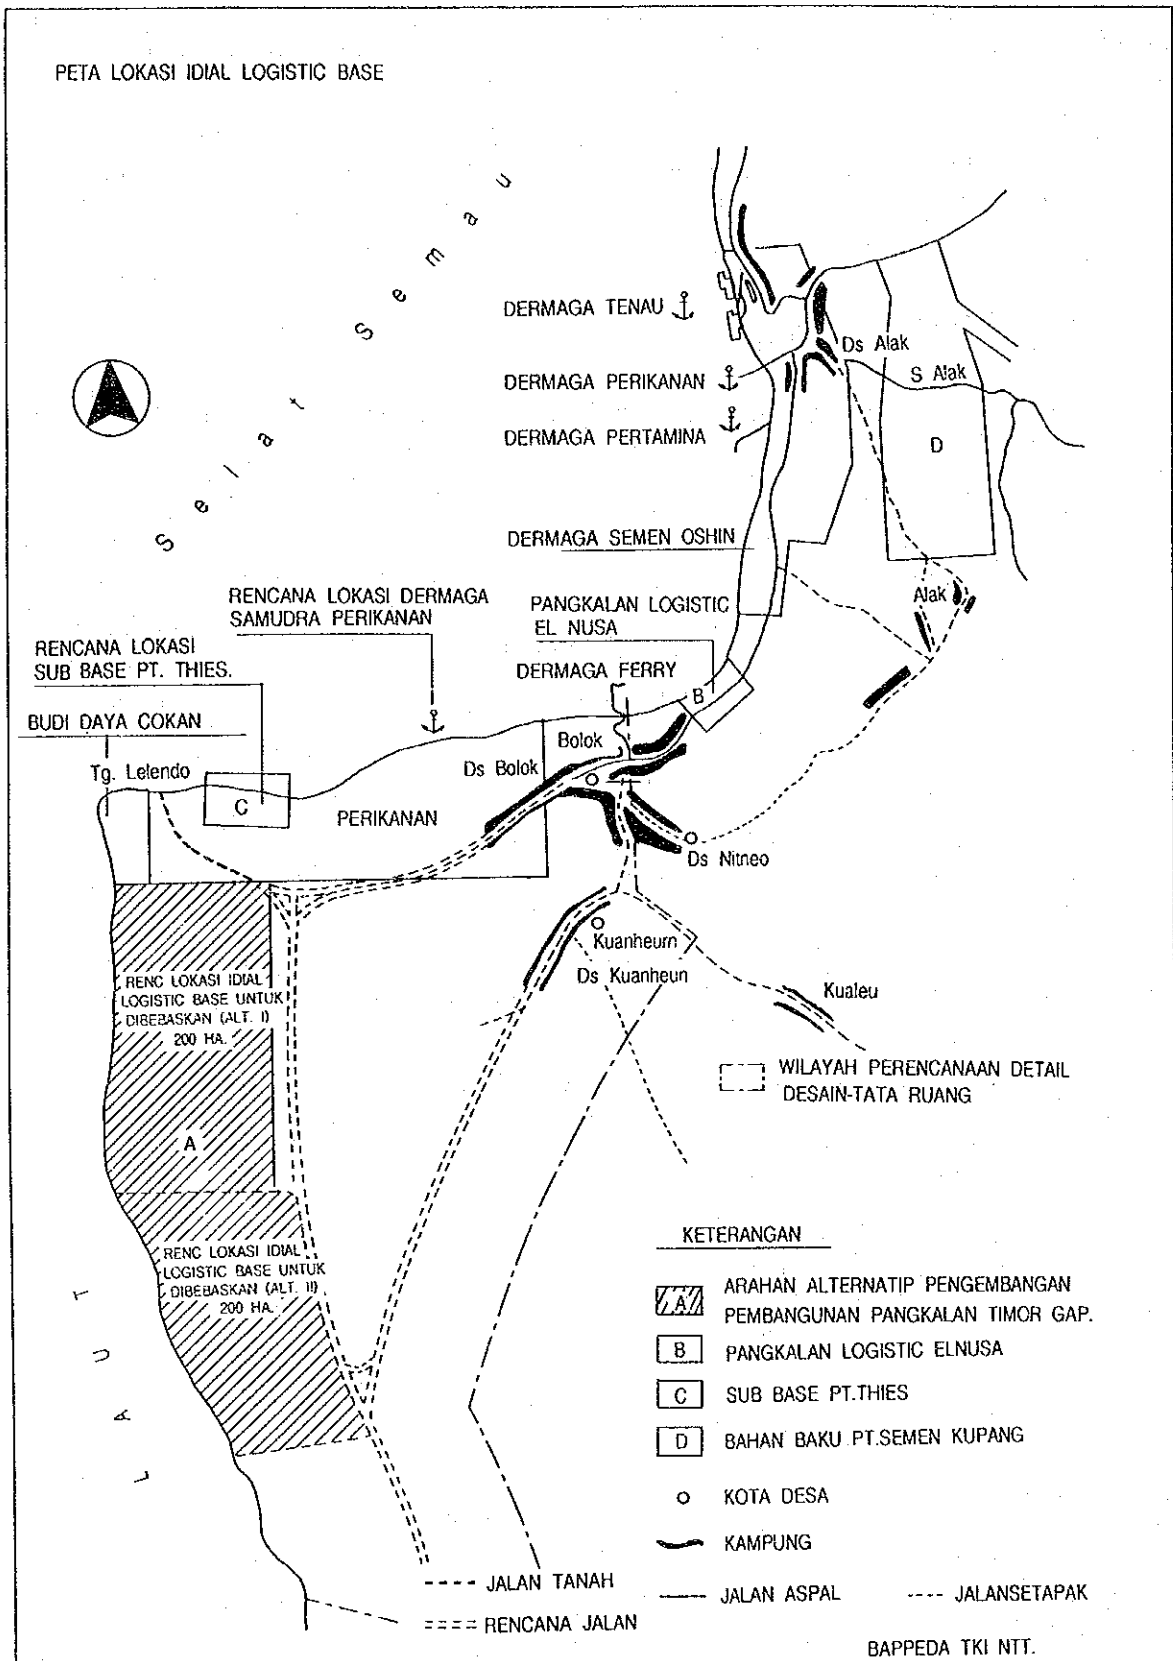 PETA LOKASI IDIAL LOGISTIC BASE
Selat Semau
DERMAGA TENAU
Ds Alak
DERMAGA PERIKANAN
S Alak
DERMAGA PERTAMINA
D
DERMAGA SEMEN OSHIN
Alak
RENCANA LOKASI DERMAGA
SAMUDRA PERIKANAN
PANGKALAN LOGISTIC
EL NUSA
RENCANA LOKASI
SUB BASE PT. THIES.
DERMAGA FERRY
B
BUDI DAYA COKAN
Bolok
Tg. Lelendo
Ds Bolok
C
PERIKANAN
Ds Nitneo
Kuanheurn
Ds Kuanheun
Kualeu
RENC LOKASI IDIAL
LOGISTIC BASE UNTUK
DIBEBASKAN (ALT. I)
200 HA.
A
WILAYAH PERENCANAAN DETAIL
DESAIN-TATA RUANG
RENC LOKASI IDIAL
LOGISTIC BASE UNTUK
DIBEBASKAN (ALT. II)
200 HA.
LAUT
KETERANGAN
A ARAHAN ALTERNATIP PENGEMBANGAN
PEMBANGUNAN PANGKALAN TIMOR GAP.
B PANGKALAN LOGISTIC ELNUSA
C SUB BASE PT.THIES
D BAHAN BAKU PT.SEMEN KUPANG
KOTA DESA
KAMPUNG
JALAN TANAH
JALAN ASPAL
JALANSETAPAK
RENCANA JALAN
BAPPEDA TKI NTT.